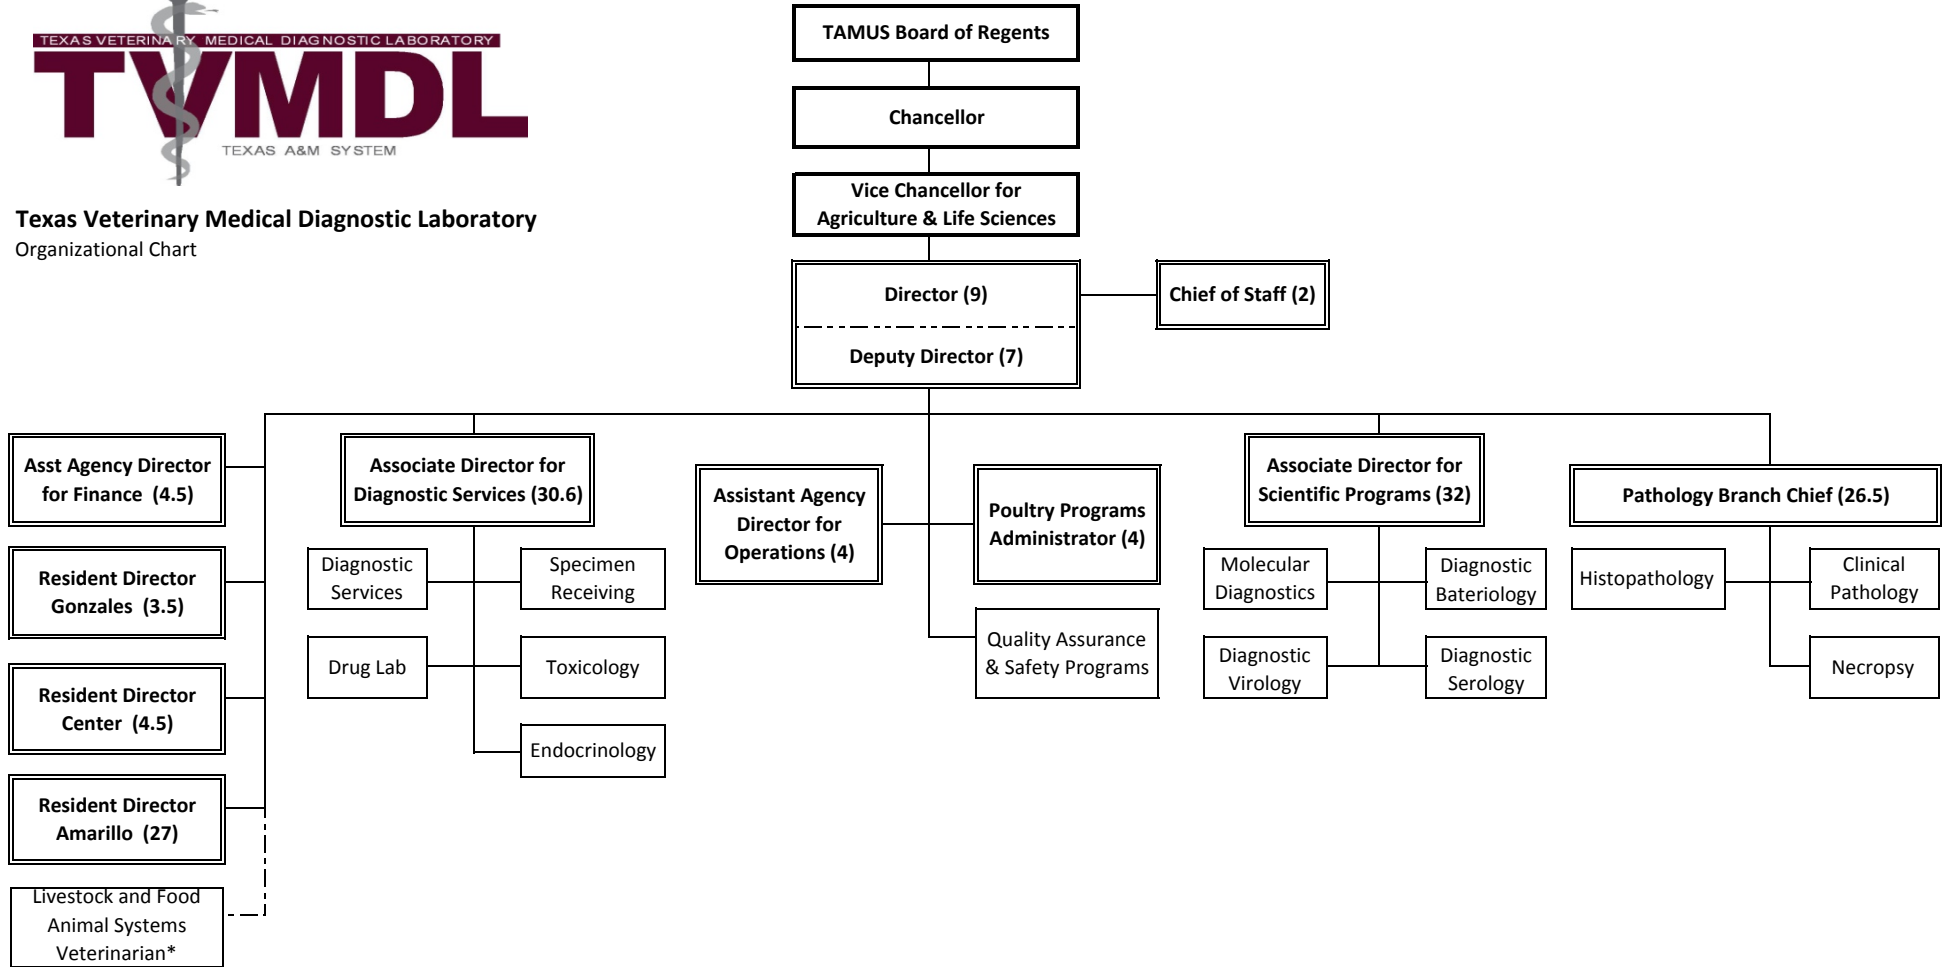 TEXAS VETERINARY MEDICAL DIAGNOSTIC LABORATORY
TVMDL
TEXAS A&M SYSTEM
Texas Veterinary Medical Diagnostic Laboratory
Organizational Chart
TAMUS Board of Regents
Chancellor
Vice Chancellor for
Agriculture & Life Sciences
Director (9)
Deputy Director (7)
Chief of Staff (2)
Asst Agency Director
for Finance (4.5)
Resident Director
Gonzales (3.5)
Resident Director
Center (4.5)
Resident Director
Amarillo (27)
Livestock and Food
Animal Systems
Veterinarian*
Associate Director for
Diagnostic Services (30.6)
Diagnostic
Services
Specimen
Receiving
Drug Lab
Toxicology
Endocrinology
Assistant Agency
Director for
Operations (4)
Poultry Programs
Administrator (4)
Quality Assurance
& Safety Programs
Associate Director for
Scientific Programs (32)
Molecular
Diagnostics
Diagnostic
Bateriology
Diagnostic
Virology
Diagnostic
Serology
Pathology Branch Chief (26.5)
Histopathology
Clinical
Pathology
Necropsy